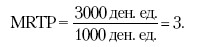 MRTP = 3000 ден. ед. / 1000 ден. ед. = 3.